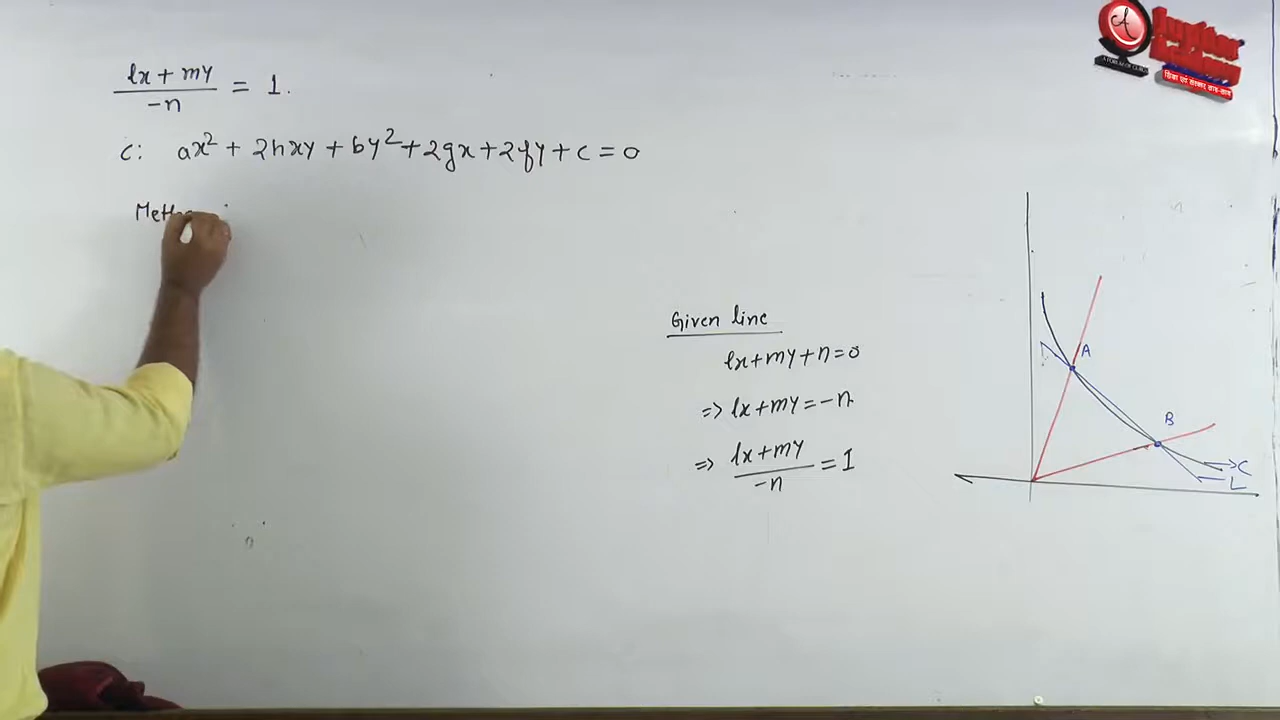 lx + my / -n = 1.
C: ax² + 2hxy + by² + 2gx + 2fy + c = 0
Given line
lx + my + n = 0
=> lx + my = -n
=> lx + my / -n = 1
A
B
C
L
A
शिक्षा एवं संस्कार साथ-साथ